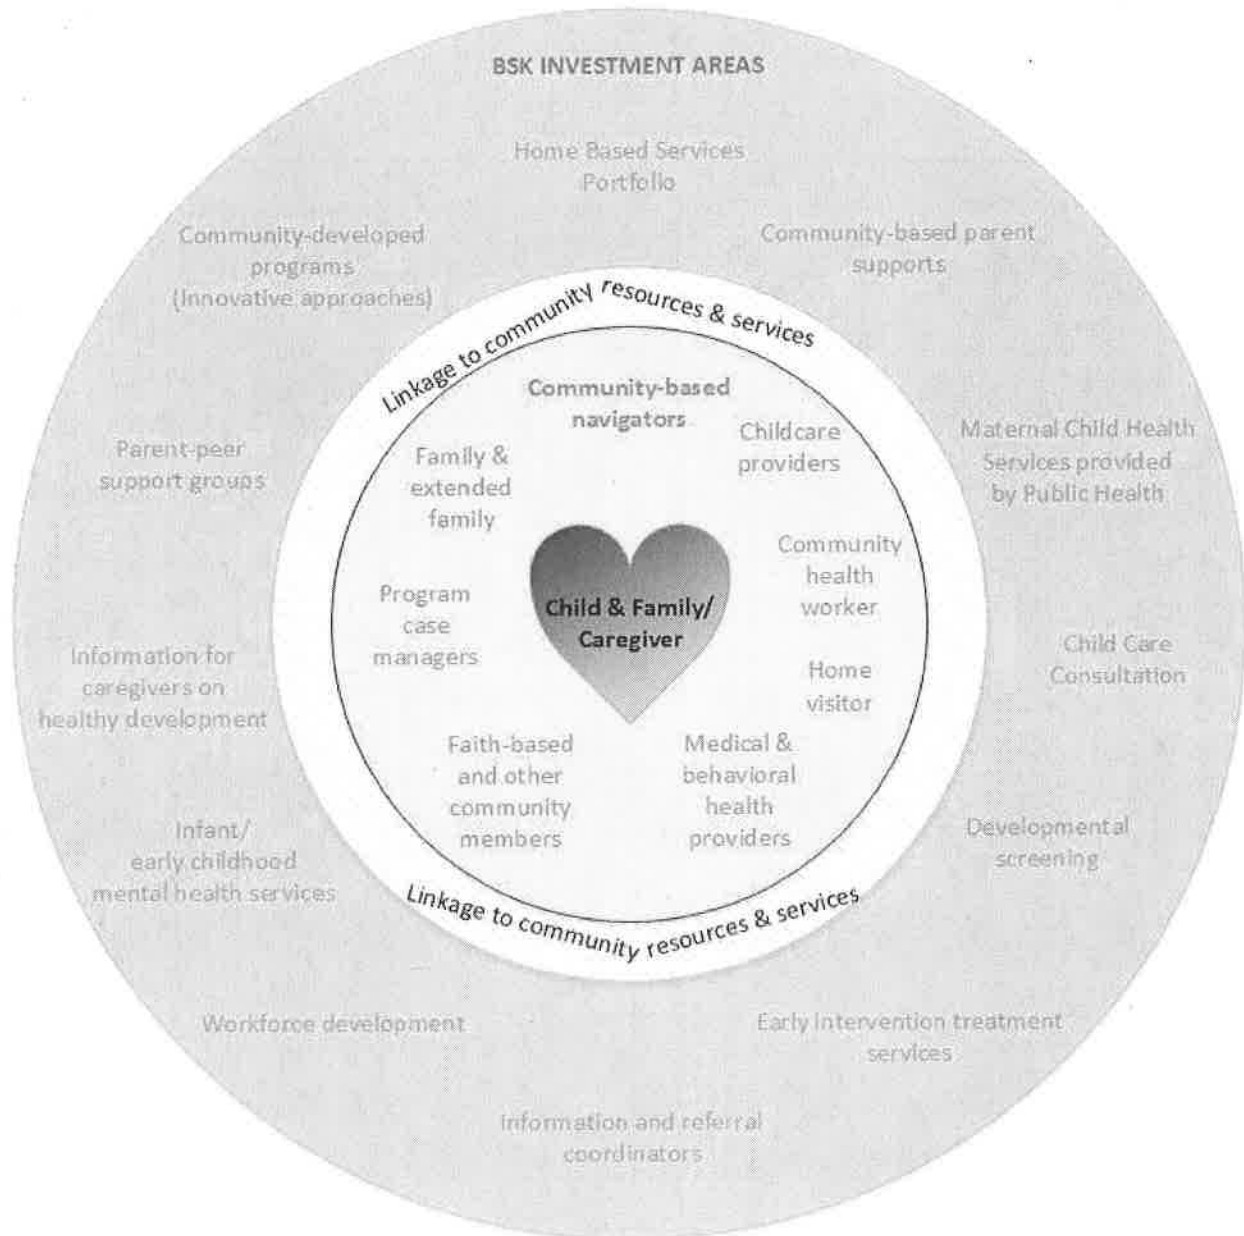 BSK INVESTMENT AREAS
Home Based Services
Portfolio
Community-developed
programs
(Innovative approaches)
Community-based parent
supports
Linkage to community resources & services
Community-based
navigators
Childcare
providers
Family &
extended
family
Parent-peer
support groups
Maternal Child Health
Services provided
by Public Health
Community
health
worker
Program
case
managers
Child & Family/
Caregiver
Information for
caregivers on
healthy development
Home
visitor
Child Care
Consultation
Faith-based
and other
community
members
Medical &
behavioral
health
providers
Infant/
early childhood
mental health services
Developmental
screening
Linkage to community resources & services
Workforce development
Early intervention treatment
services
Information and referral
coordinators